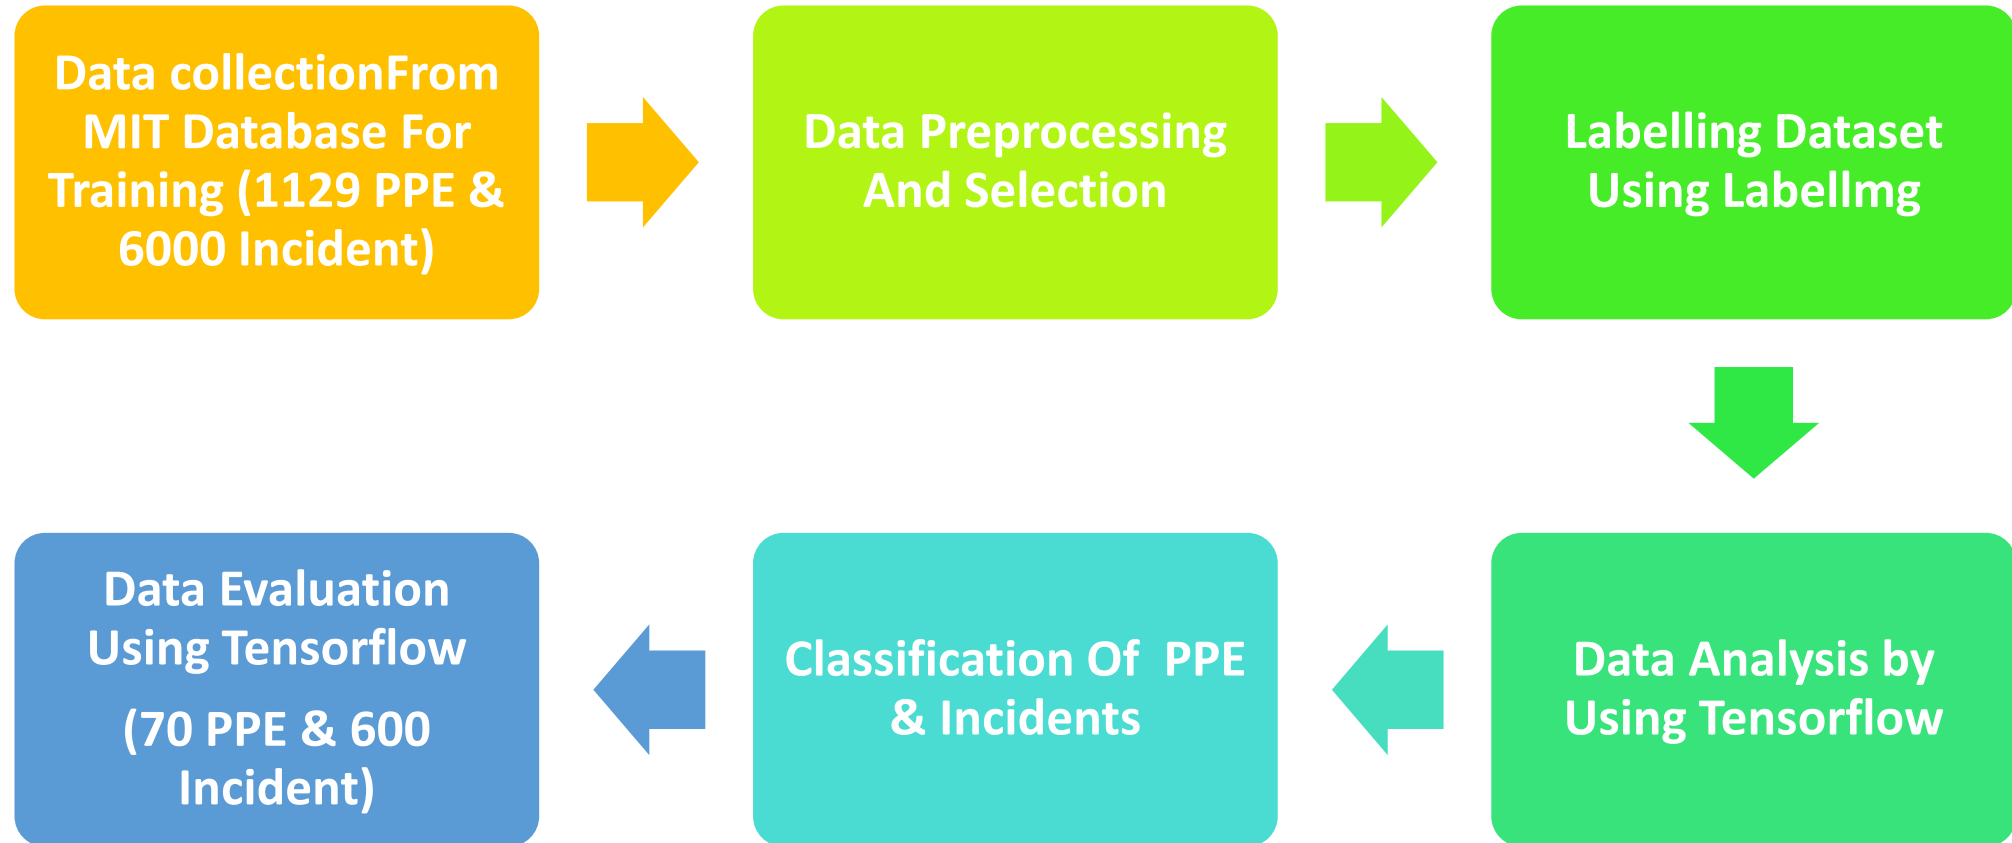 Data collectionFrom
MIT Database For
Training (1129 PPE &
6000 Incident)
Data Preprocessing
And Selection
Labelling Dataset
Using LabelImg
Data Analysis by
Using Tensorflow
Classification Of  PPE
& Incidents
Data Evaluation
Using Tensorflow
(70 PPE & 600
Incident)